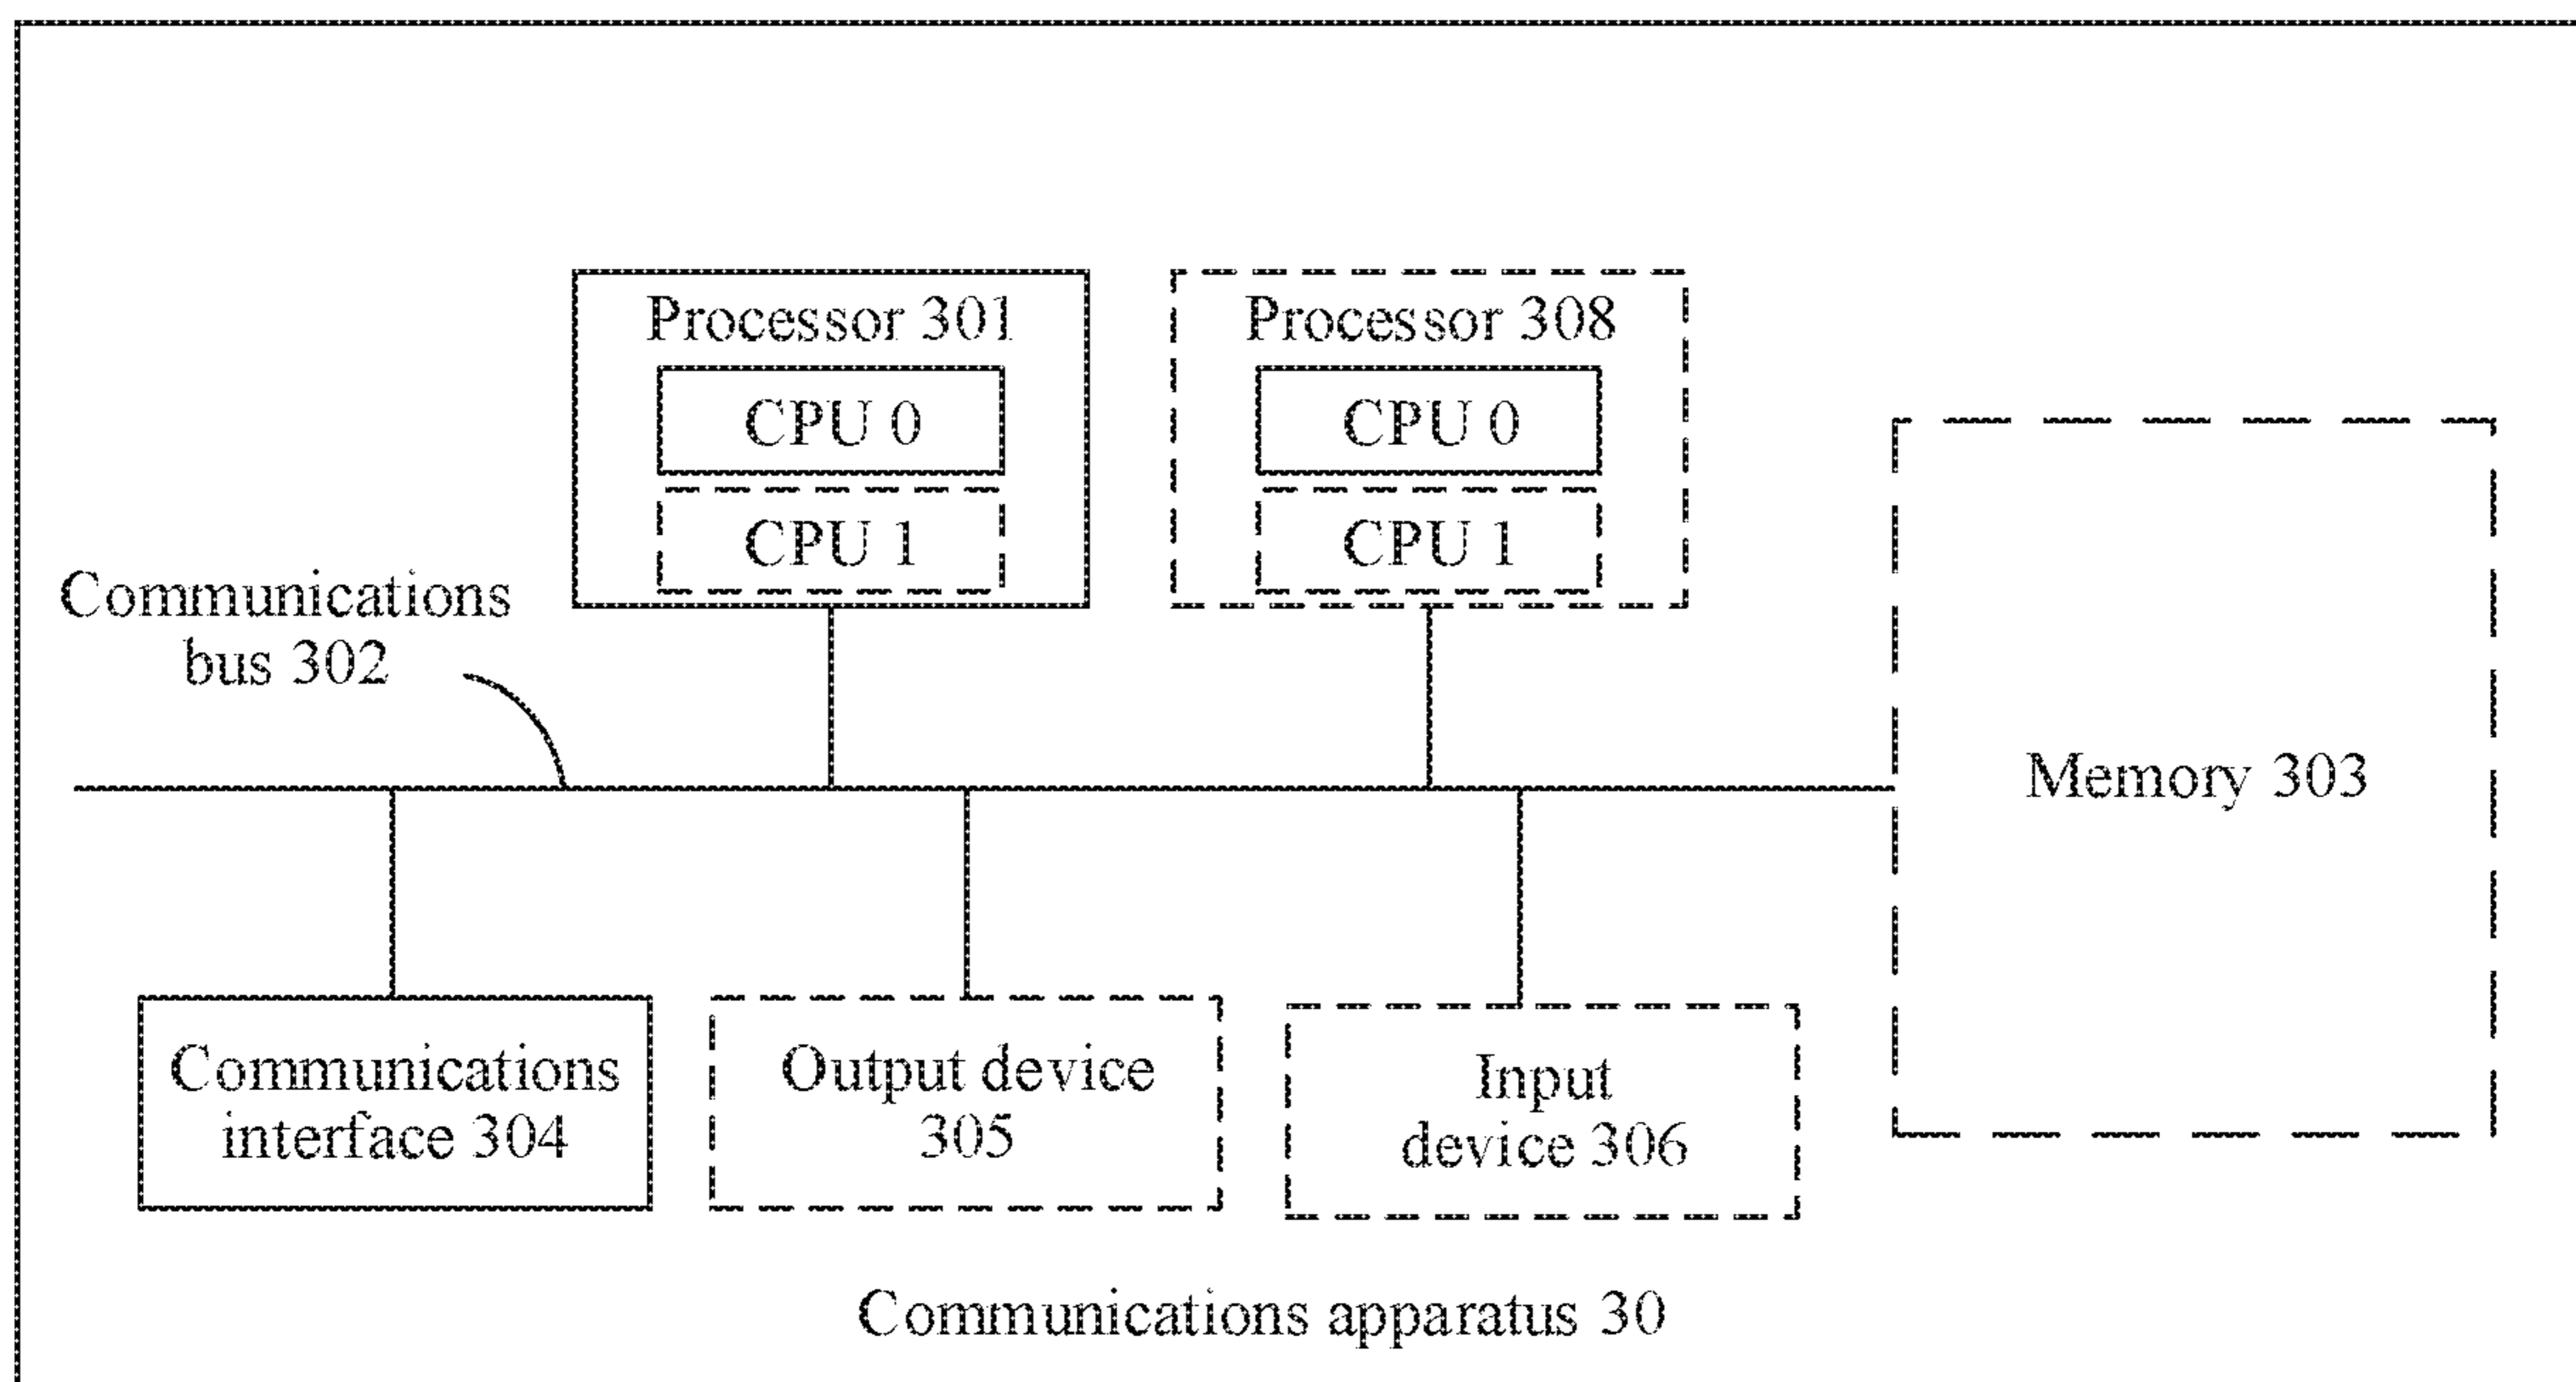 Processor 301
CPU 0
CPU 1
Processor 308
CPU 0
CPU 1
Communications
bus 302
Memory 303
Communications
interface 304
Output device
305
Input
device 306
Communications apparatus 30